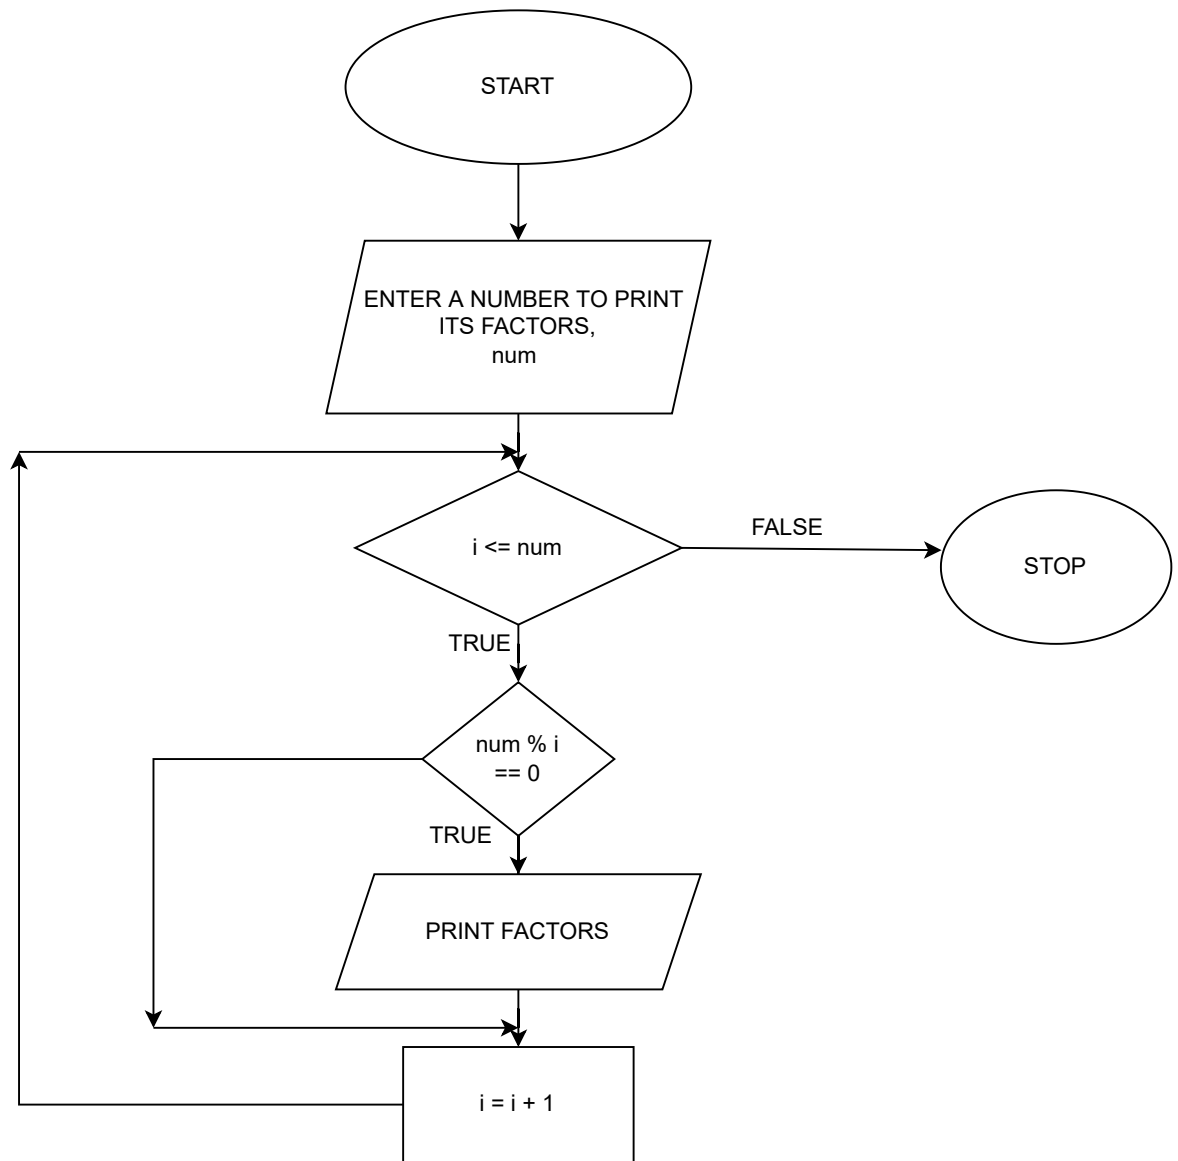 START
ENTER A NUMBER TO PRINT
ITS FACTORS,
num
i <= num
FALSE
STOP
TRUE
num % i
== 0
TRUE
PRINT FACTORS
i = i + 1